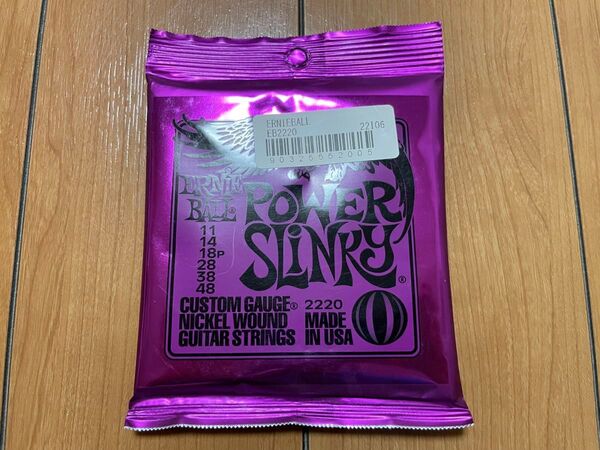 ERNIEBALL
EB2220 22106
90325552005
ERNIE
BALL®
POWER
SLINKY®
11
14
18P
28
38
48
CUSTOM GAUGE® 2220
NICKEL WOUND MADE
GUITAR STRINGS IN USA